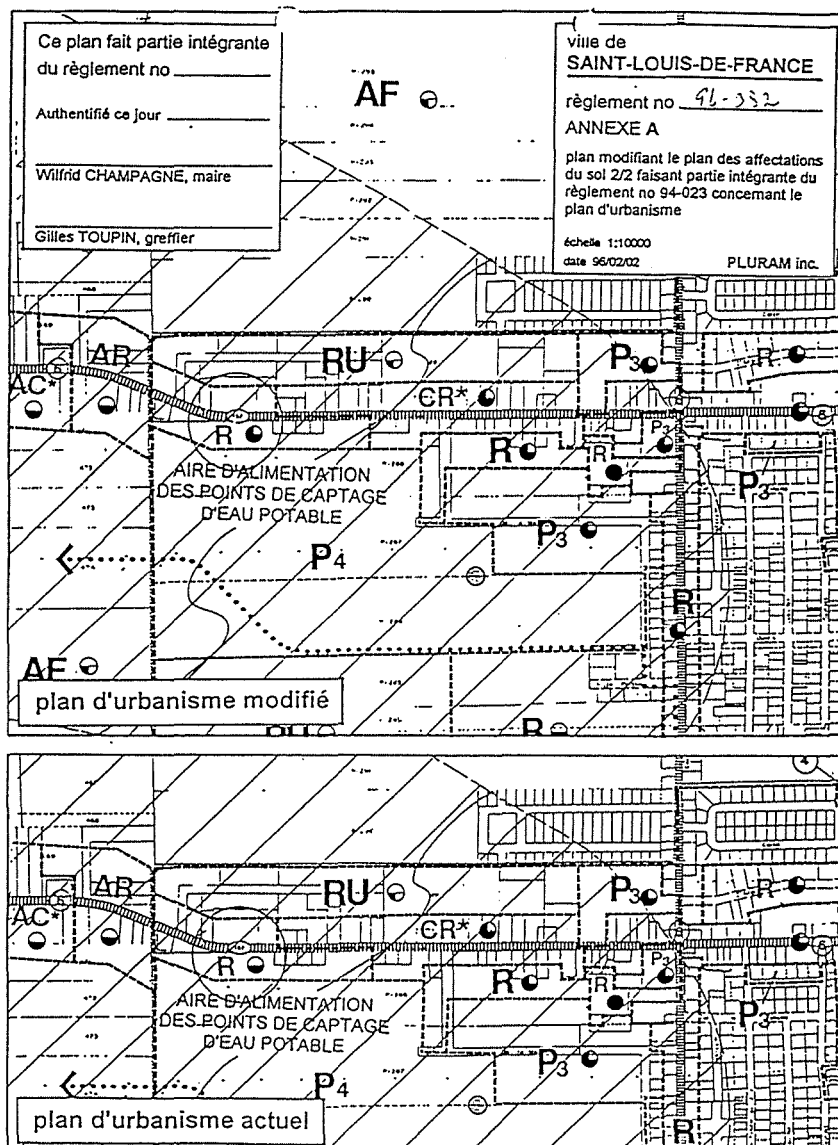 Ce plan fait partie intégrante
du règlement no
Authentifié ce jour
Wilfrid CHAMPAGNE, maire
Gilles TOUPIN, greffier
ville de
SAINT-LOUIS-DE-FRANCE
règlement no
ANNEXE A
plan modifiant le plan des affectations
du sol 2/2 faisant partie intégrante du
règlement no 94-023 concernant le
plan d'urbanisme
échelle 1:10000
date 96/02/02 PLURAM inc.
AF
AR
RU
P3
R
AC*
CR*
R
R
R
P3
P3
AIRE D'ALIMENTATION
DES POINTS DE CAPTAGE
D'EAU POTABLE
P3
P4
R
AF
plan d'urbanisme modifié
RU
R
4
AR
RU
P3
R
AC*
CR*
R
R
R
P3
P3
AIRE D'ALIMENTATION
DES POINTS DE CAPTAGE
D'EAU POTABLE
P3
P4
R
plan d'urbanisme actuel